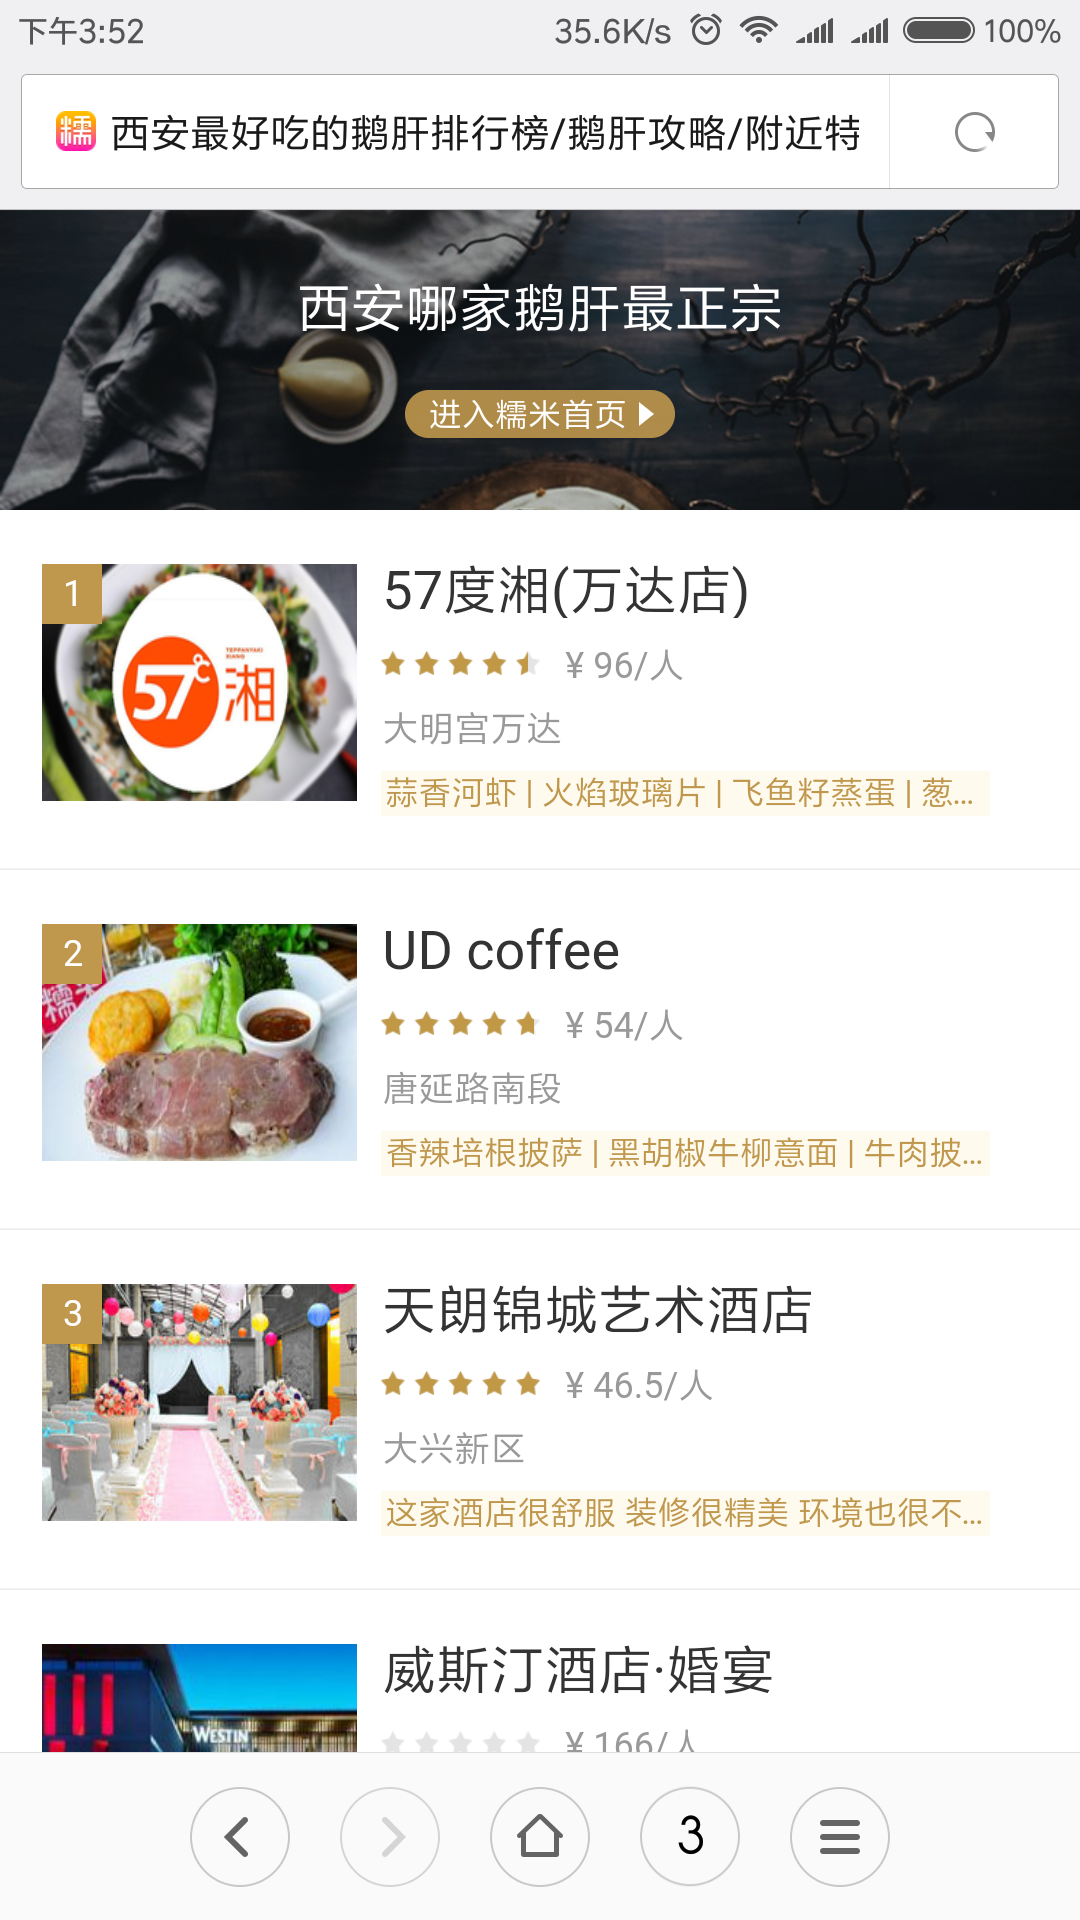 下午3:52
35.6K/s
100%
糯
西安最好吃的鹅肝排行榜/鹅肝攻略/附近特
西安哪家鹅肝最正宗
进入糯米首页
1
57℃湘
TEPPANYAKI
XIANG
57度湘(万达店)
¥ 96/人
大明宫万达
蒜香河虾 | 火焰玻璃片 | 飞鱼籽蒸蛋 | 葱...
2
糯米
UD coffee
¥ 54/人
唐延路南段
香辣培根披萨 | 黑胡椒牛柳意面 | 牛肉披...
3
天朗锦城艺术酒店
¥ 46.5/人
大兴新区
这家酒店很舒服 装修很精美 环境也很不...
WESTIN
威斯汀酒店·婚宴
¥ 166/人
3